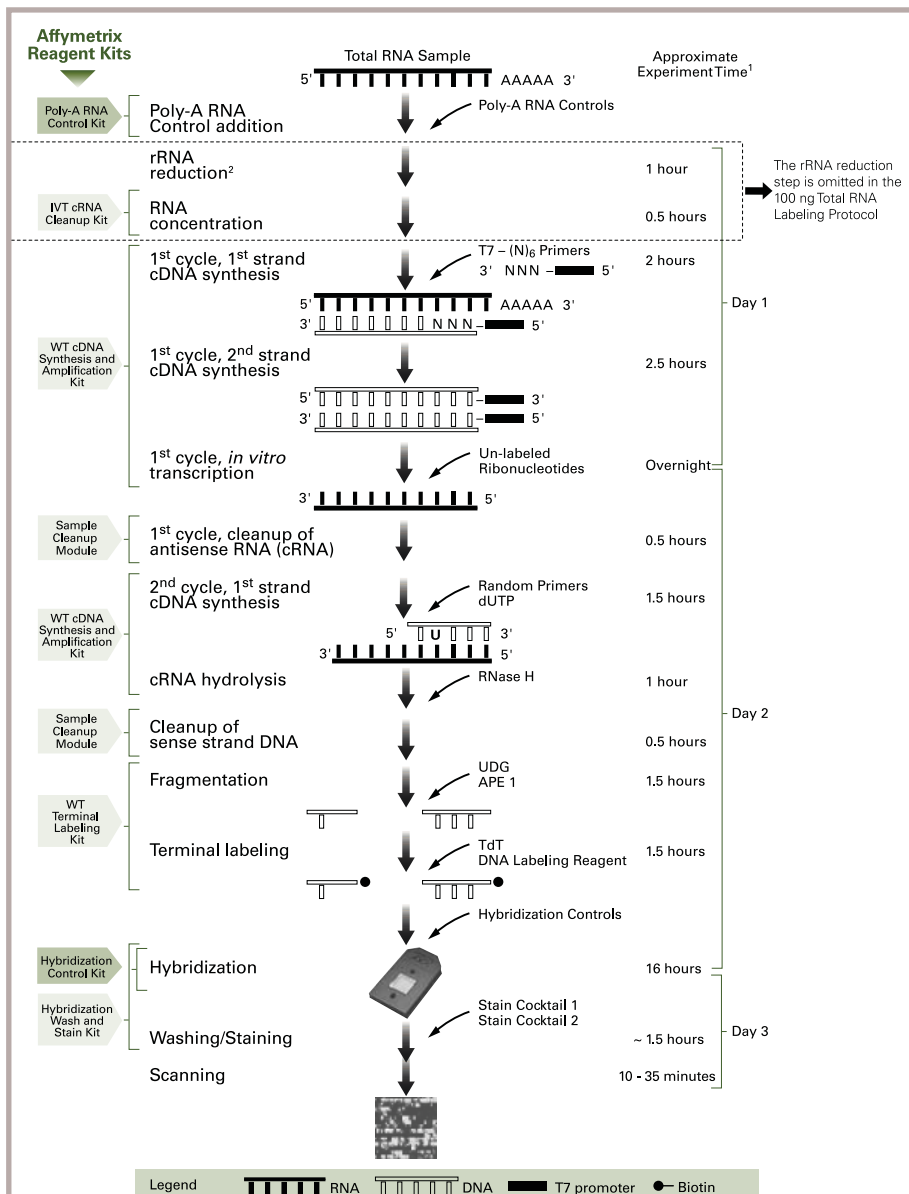 Affymetrix
Reagent Kits
Total RNA Sample
Approximate
Experiment Time¹
5' AAAAA 3'
Poly-A RNA
Control Kit
Poly-A RNA
Control addition
Poly-A RNA Controls
rRNA
reduction²
1 hour
The rRNA reduction
step is omitted in the
100 ng Total RNA
Labeling Protocol
IVT cRNA
Cleanup Kit
RNA
concentration
0.5 hours
1st cycle, 1st strand
cDNA synthesis
T7 – (N)₆ Primers
3' NNN – 5'
2 hours
5' AAAAA 3'
3' N N N – 5'
Day 1
WT cDNA
Synthesis and
Amplification
Kit
1st cycle, 2nd strand
cDNA synthesis
2.5 hours
5' – 3'
3' – 5'
1st cycle, in vitro
transcription
Un-labeled
Ribonucleotides
Overnight
3' 5'
Sample
Cleanup
Module
1st cycle, cleanup of
antisense RNA (cRNA)
0.5 hours
WT cDNA
Synthesis and
Amplification
Kit
2nd cycle, 1st strand
cDNA synthesis
Random Primers
dUTP
1.5 hours
5' U 3'
3' 5'
cRNA hydrolysis
RNase H
1 hour
Day 2
Sample
Cleanup
Module
Cleanup of
sense strand DNA
0.5 hours
WT
Terminal
Labeling
Kit
Fragmentation
UDG
APE 1
1.5 hours
Terminal labeling
TdT
DNA Labeling Reagent
1.5 hours
Hybridization Controls
Hybridization
Control Kit
Hybridization
16 hours
Hybridization
Wash and
Stain Kit
Stain Cocktail 1
Stain Cocktail 2
Washing/Staining
~ 1.5 hours
Day 3
Scanning
10 - 35 minutes
Legend RNA DNA T7 promoter Biotin